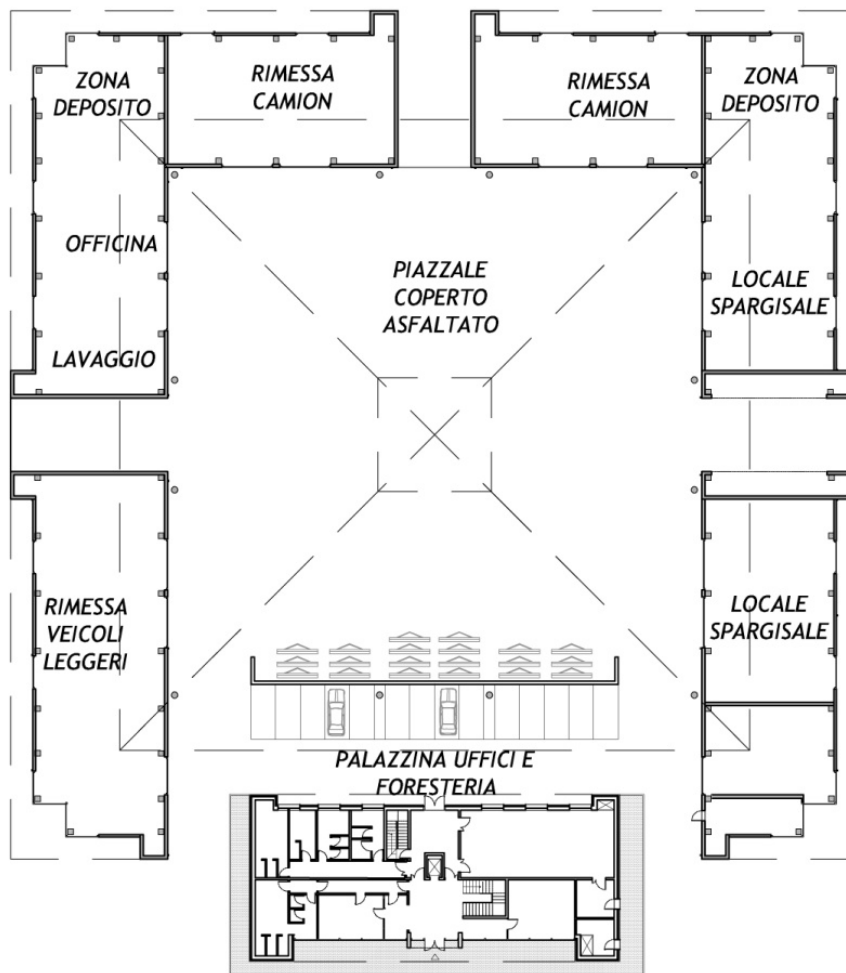 ZONA
DEPOSITO
RIMESSA
CAMION
RIMESSA
CAMION
ZONA
DEPOSITO
OFFICINA
PIAZZALE
COPERTO
ASFALTATO
LOCALE
SPARGISALE
LAVAGGIO
RIMESSA
VEICOLI
LEGGERI
LOCALE
SPARGISALE
PALAZZINA UFFICI E
FORESTERIA